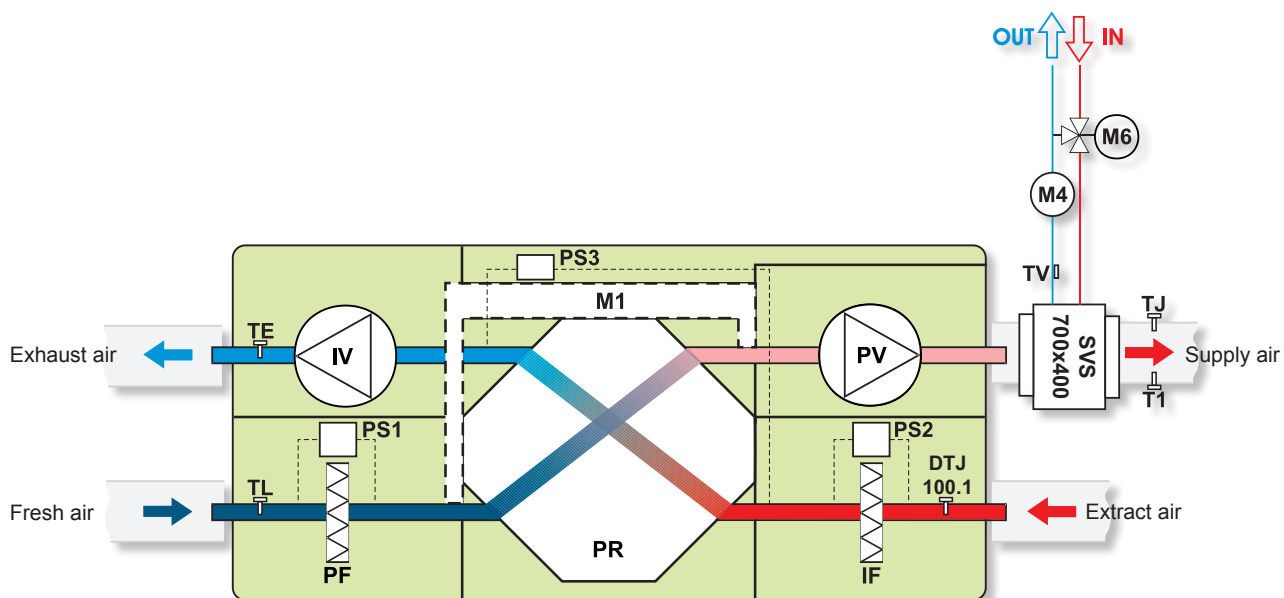 OUT IN
M6
M4
TV
PS3
M1
TE
IV
PV
TJ
SVS
700x400
Exhaust air
Supply air
T1
PS1
PS2
TL
DTJ
100.1
Fresh air
Extract air
PR
PF
IF